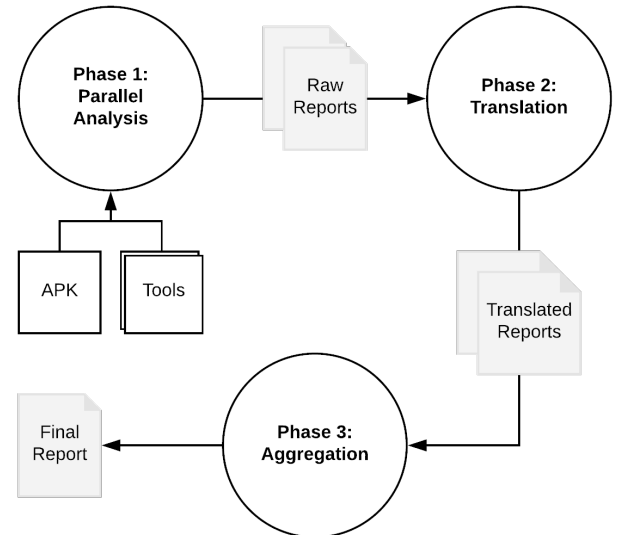 Phase 1:
Parallel
Analysis
Raw
Reports
Phase 2:
Translation
APK
Tools
Translated
Reports
Phase 3:
Aggregation
Final
Report